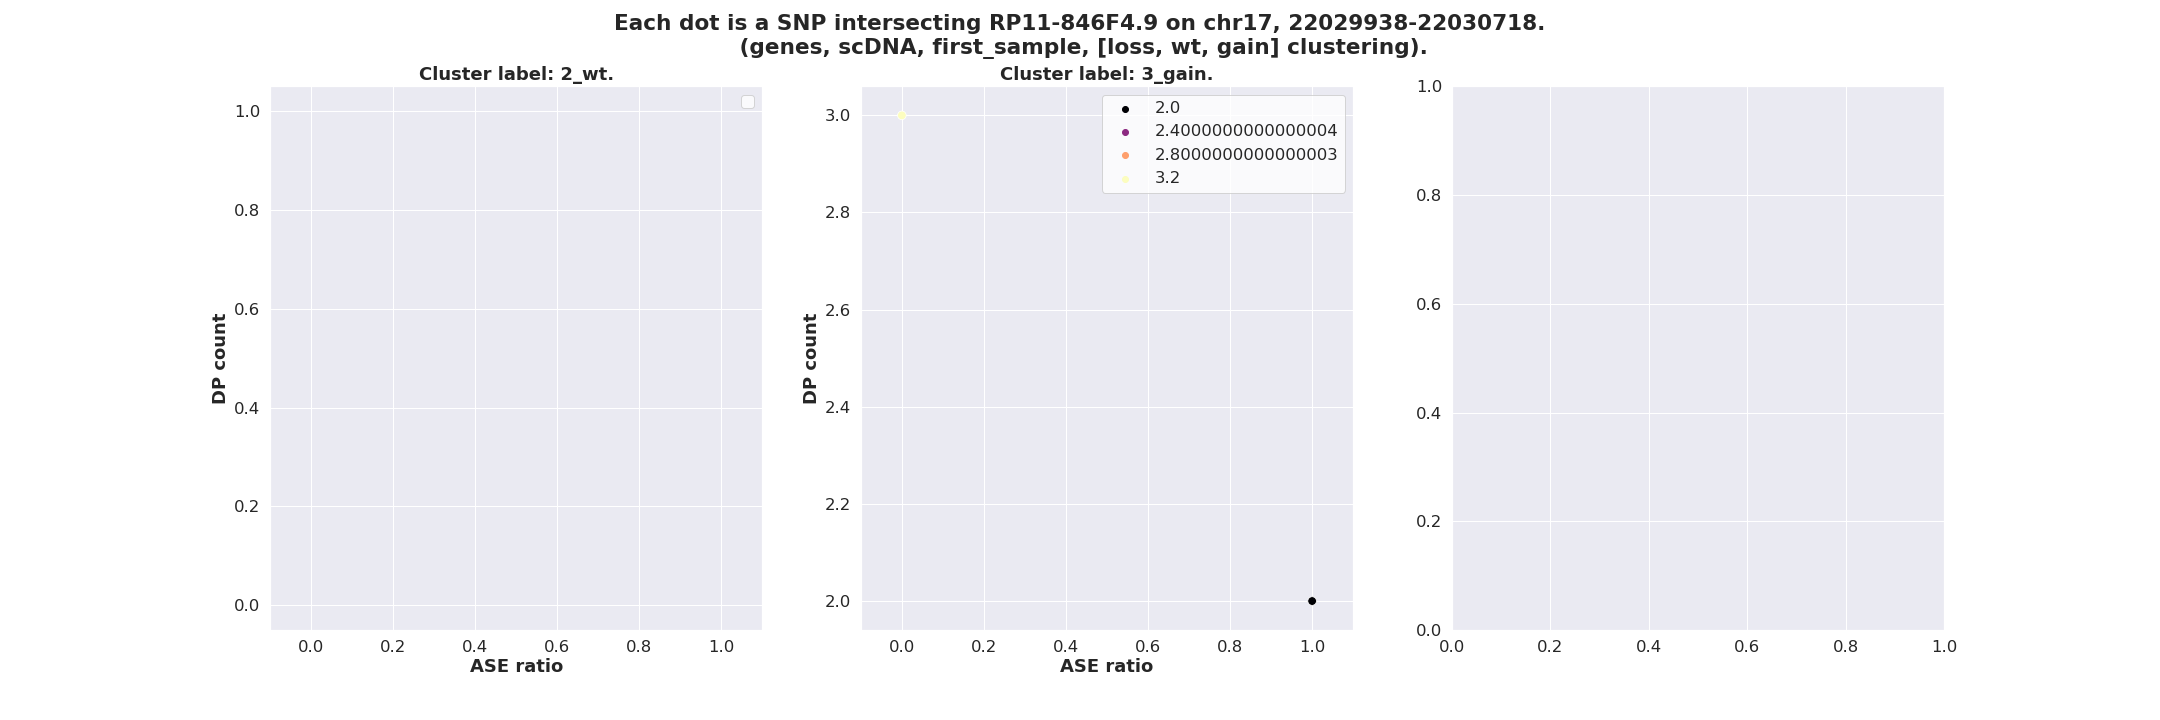 Each dot is a SNP intersecting RP11-846F4.9 on chr17, 22029938-22030718.
(genes, scDNA, first_sample, [loss, wt, gain] clustering).
Cluster label: 2_wt.
1.0
0.8
0.6
0.4
0.2
0.0
DP count
0.0 0.2 0.4 0.6 0.8 1.0
ASE ratio
Cluster label: 3_gain.
2.0
2.4000000000000004
2.8000000000000003
3.2
3.0
2.8
2.6
2.4
2.2
2.0
DP count
0.0 0.2 0.4 0.6 0.8 1.0
ASE ratio
1.0
0.8
0.6
0.4
0.2
0.0
0.0 0.2 0.4 0.6 0.8 1.0